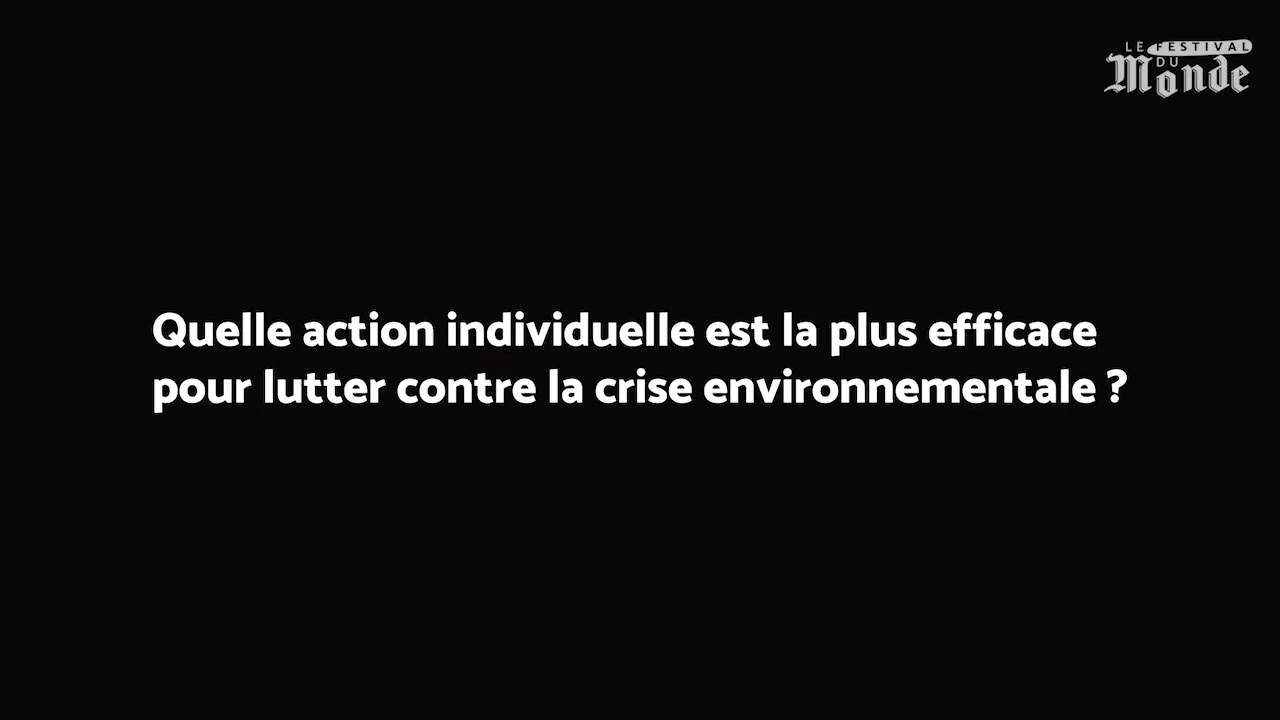 LE FESTIVAL
DU
Monde
Quelle action individuelle est la plus efficace
pour lutter contre la crise environnementale ?